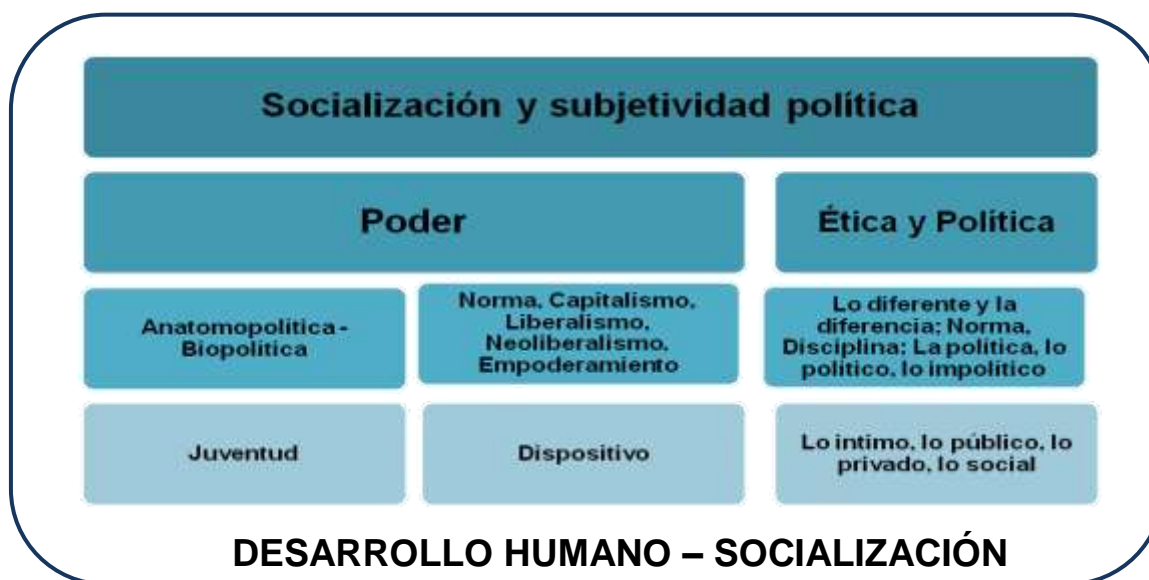 Socialización y subjetividad política
Poder
Ética y Política
Anatomopolítica -
Biopolítica
Norma, Capitalismo,
Liberalismo,
Neoliberalismo,
Empoderamiento
Lo diferente y la
diferencia; Norma,
Disciplina; La política, lo
político, lo impolítico
Juventud
Dispositivo
Lo intimo, lo público, lo
privado, lo social
DESARROLLO HUMANO – SOCIALIZACIÓN